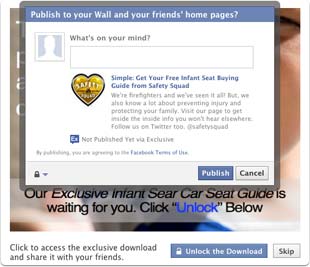 Publish to your Wall and your friends' home pages?
What's on your mind?
SAFETY
SQUAD
Simple: Get Your Free Infant Seat Buying
Guide from Safety Squad
We're firefighters and we've seen it all! But, we
also know a lot about preventing injury and
protecting your family. Visit our page to get
inside the inside info you won't hear elsewhere.
Follow us on Twitter too. @safetysquad
Ex Not Published Yet via Exclusive
By publishing, you are agreeing to the Facebook Terms of Use.
Publish Cancel
Our Exclusive Infant Sear Car Seat Guide is
waiting for you. Click "Unlock" Below
Click to access the exclusive download
and share it with your friends.
Unlock the Download Skip